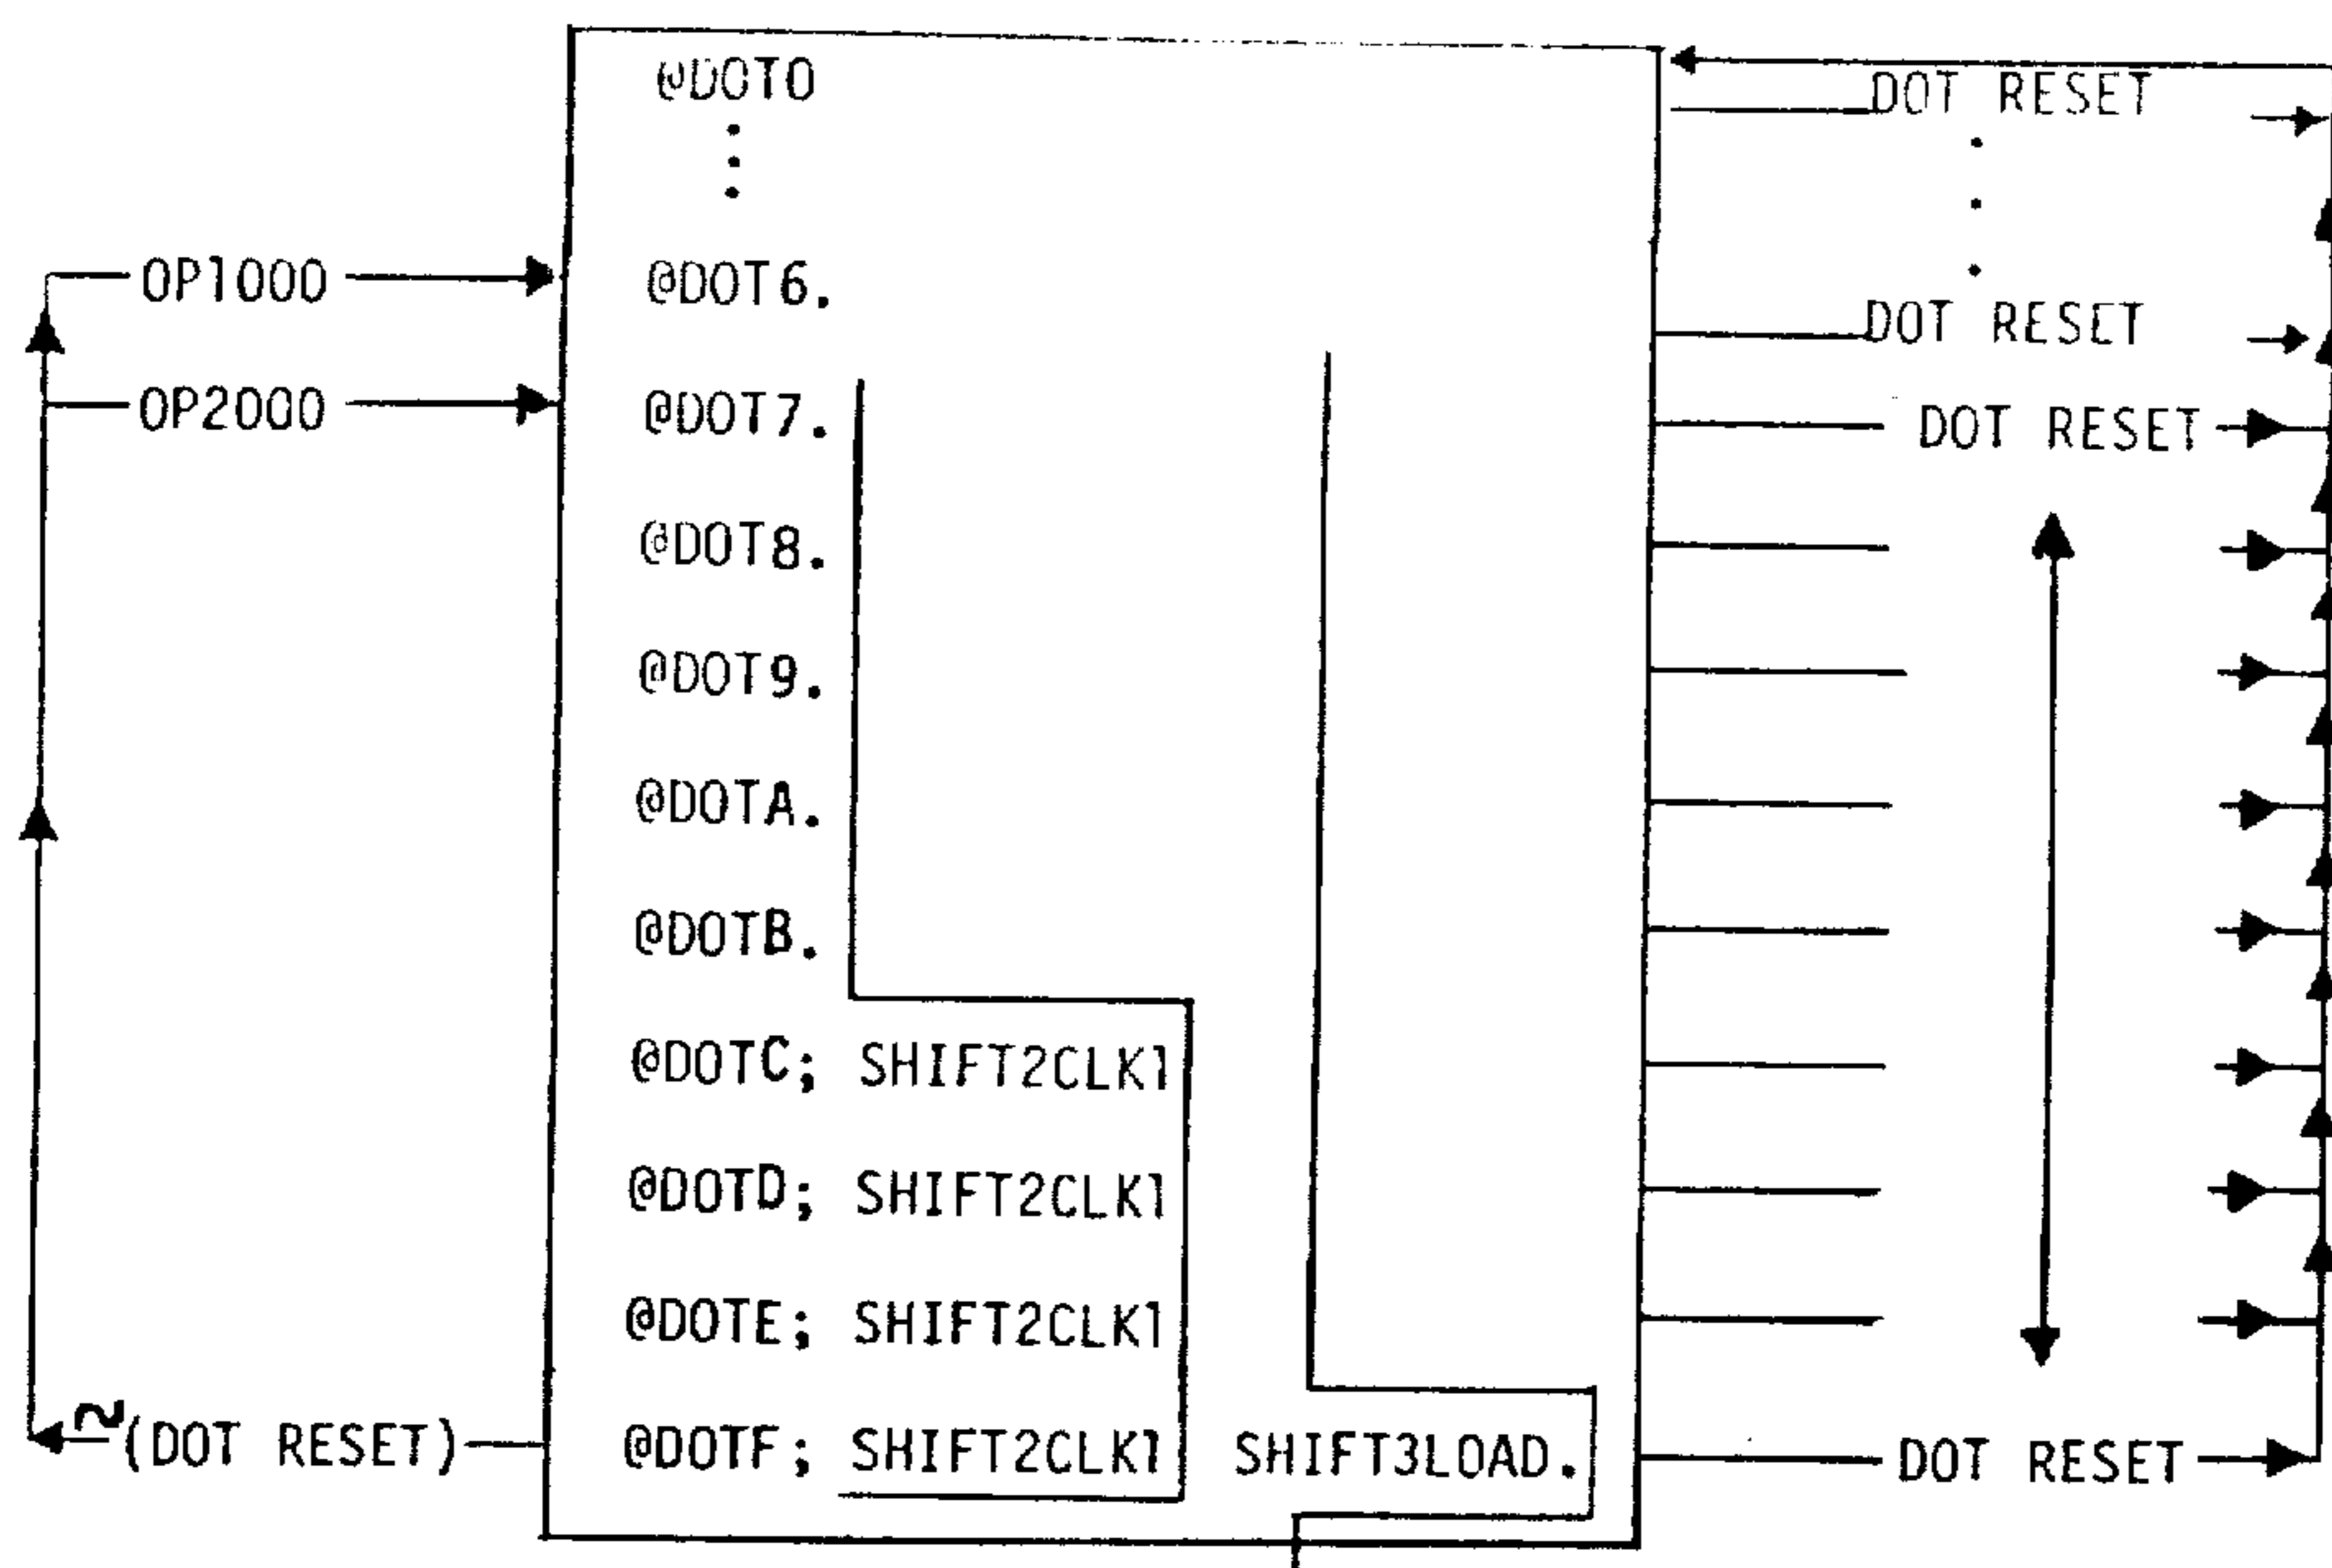 @DOT0
DOT RESET
OP1000
@DOT6.
DOT RESET
OP2000
@DOT7.
DOT RESET
@DOT8.
@DOT9.
@DOTA.
@DOTB.
@DOTC; SHIFT2CLK1
@DOTD; SHIFT2CLK1
@DOTE; SHIFT2CLK1
~(DOT RESET)
@DOTF; SHIFT2CLK1 SHIFT3LOAD.
DOT RESET